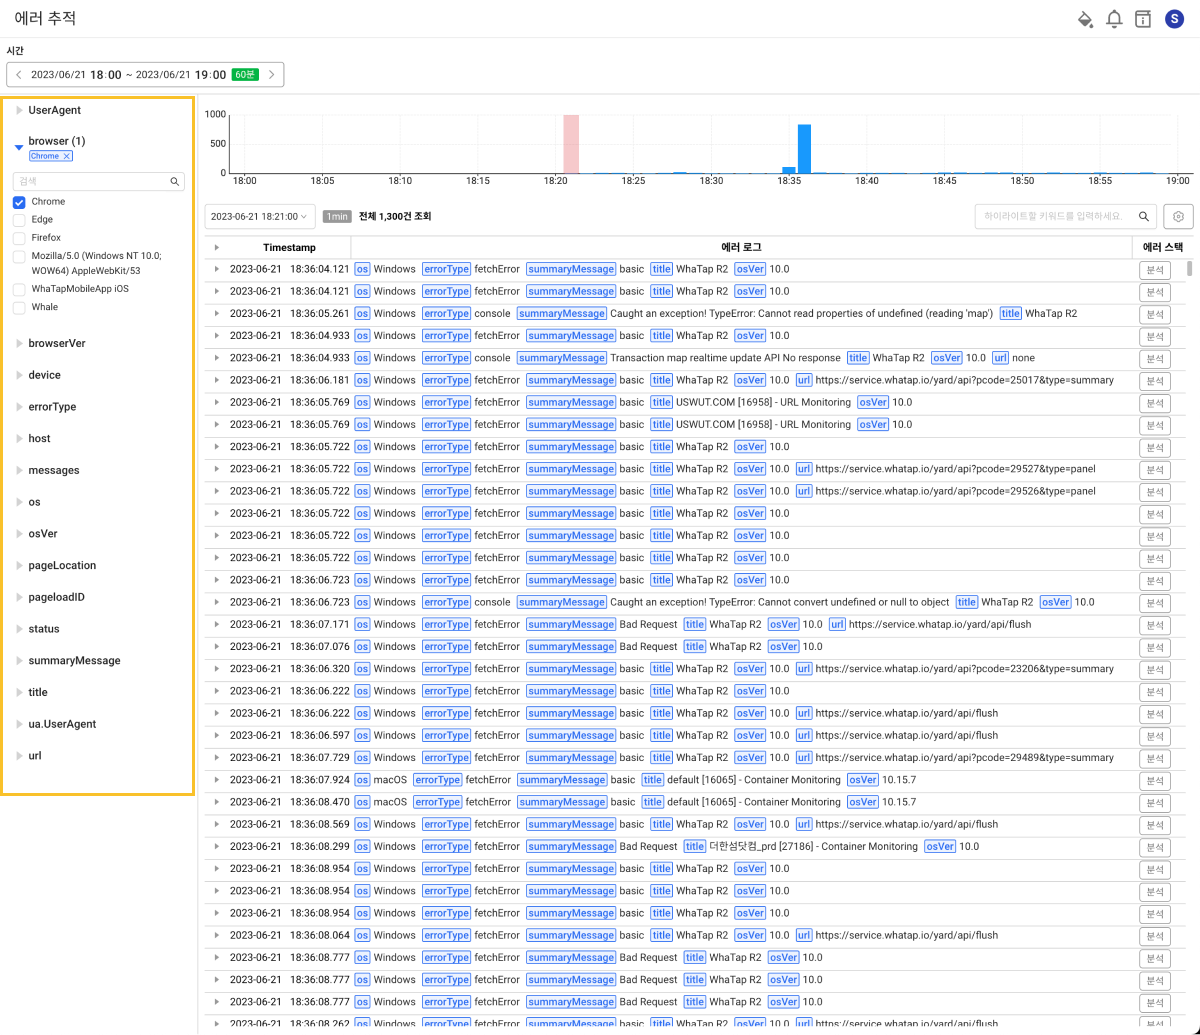 에러 추적
S
시간
2023/06/21 18:00 ~ 2023/06/21 19:00 60분
UserAgent
browser (1)
Chrome
검색
Chrome
Edge
Firefox
Mozilla/5.0 (Windows NT 10.0;
WOW64) AppleWebKit/53
WhaTapMobileApp iOS
Whale
browserVer
device
errorType
host
messages
os
osVer
pageLocation
pageloadID
status
summaryMessage
title
ua.UserAgent
url
1000
500
0
18:00 18:05 18:10 18:15 18:20 18:25 18:30 18:35 18:40 18:45 18:50 18:55 19:00
2023-06-21 18:21:00 1min 전체 1,300건 조회 하이라이트할 키워드를 입력하세요.
Timestamp 에러 로그 에러 스택
2023-06-21 18:36:04.121 os Windows errorType fetchError summaryMessage basic title WhaTap R2 osVer 10.0 분석
2023-06-21 18:36:04.121 os Windows errorType fetchError summaryMessage basic title WhaTap R2 osVer 10.0 분석
2023-06-21 18:36:05.261 os Windows errorType console summaryMessage Caught an exception! TypeError: Cannot read properties of undefined (reading 'map') title WhaTap R2 분석
2023-06-21 18:36:04.933 os Windows errorType fetchError summaryMessage basic title WhaTap R2 osVer 10.0 분석
2023-06-21 18:36:04.933 os Windows errorType console summaryMessage Transaction map realtime update API No response title WhaTap R2 osVer 10.0 url none 분석
2023-06-21 18:36:06.181 os Windows errorType fetchError summaryMessage basic title WhaTap R2 osVer 10.0 url https://service.whatap.io/yard/api?pcode=25017&type=summary 분석
2023-06-21 18:36:05.769 os Windows errorType fetchError summaryMessage basic title USWUT.COM [16958] - URL Monitoring osVer 10.0 분석
2023-06-21 18:36:05.769 os Windows errorType fetchError summaryMessage basic title USWUT.COM [16958] - URL Monitoring osVer 10.0 분석
2023-06-21 18:36:05.722 os Windows errorType fetchError summaryMessage basic title WhaTap R2 osVer 10.0 분석
2023-06-21 18:36:05.722 os Windows errorType fetchError summaryMessage basic title WhaTap R2 osVer 10.0 url https://service.whatap.io/yard/api?pcode=29527&type=panel 분석
2023-06-21 18:36:05.722 os Windows errorType fetchError summaryMessage basic title WhaTap R2 osVer 10.0 url https://service.whatap.io/yard/api?pcode=29526&type=panel 분석
2023-06-21 18:36:05.722 os Windows errorType fetchError summaryMessage basic title WhaTap R2 osVer 10.0 분석
2023-06-21 18:36:05.722 os Windows errorType fetchError summaryMessage basic title WhaTap R2 osVer 10.0 분석
2023-06-21 18:36:05.722 os Windows errorType fetchError summaryMessage basic title WhaTap R2 osVer 10.0 분석
2023-06-21 18:36:06.723 os Windows errorType fetchError summaryMessage basic title WhaTap R2 osVer 10.0 분석
2023-06-21 18:36:06.723 os Windows errorType console summaryMessage Caught an exception! TypeError: Cannot convert undefined or null to object title WhaTap R2 osVer 10.0 분석
2023-06-21 18:36:07.171 os Windows errorType fetchError summaryMessage Bad Request title WhaTap R2 osVer 10.0 url https://service.whatap.io/yard/api/flush 분석
2023-06-21 18:36:07.076 os Windows errorType fetchError summaryMessage Bad Request title WhaTap R2 osVer 10.0 분석
2023-06-21 18:36:06.320 os Windows errorType fetchError summaryMessage basic title WhaTap R2 osVer 10.0 url https://service.whatap.io/yard/api?pcode=23206&type=summary 분석
2023-06-21 18:36:06.222 os Windows errorType fetchError summaryMessage basic title WhaTap R2 osVer 10.0 분석
2023-06-21 18:36:06.222 os Windows errorType fetchError summaryMessage basic title WhaTap R2 osVer 10.0 url https://service.whatap.io/yard/api/flush 분석
2023-06-21 18:36:06.597 os Windows errorType fetchError summaryMessage basic title WhaTap R2 osVer 10.0 url https://service.whatap.io/yard/api/flush 분석
2023-06-21 18:36:07.729 os Windows errorType fetchError summaryMessage basic title WhaTap R2 osVer 10.0 url https://service.whatap.io/yard/api?pcode=29489&type=summary 분석
2023-06-21 18:36:07.924 os macOS errorType fetchError summaryMessage basic title default [16065] - Container Monitoring osVer 10.15.7 분석
2023-06-21 18:36:08.470 os macOS errorType fetchError summaryMessage basic title default [16065] - Container Monitoring osVer 10.15.7 분석
2023-06-21 18:36:08.569 os Windows errorType fetchError summaryMessage basic title WhaTap R2 osVer 10.0 url https://service.whatap.io/yard/api/flush 분석
2023-06-21 18:36:08.299 os Windows errorType fetchError summaryMessage Bad Request title 더한섬닷컴_prd [27186] - Container Monitoring osVer 10.0 분석
2023-06-21 18:36:08.954 os Windows errorType fetchError summaryMessage basic title WhaTap R2 osVer 10.0 분석
2023-06-21 18:36:08.954 os Windows errorType fetchError summaryMessage basic title WhaTap R2 osVer 10.0 분석
2023-06-21 18:36:08.954 os Windows errorType fetchError summaryMessage basic title WhaTap R2 osVer 10.0 분석
2023-06-21 18:36:08.064 os Windows errorType fetchError summaryMessage basic title WhaTap R2 osVer 10.0 url https://service.whatap.io/yard/api/flush 분석
2023-06-21 18:36:08.777 os Windows errorType fetchError summaryMessage Bad Request title WhaTap R2 osVer 10.0 분석
2023-06-21 18:36:08.777 os Windows errorType fetchError summaryMessage Bad Request title WhaTap R2 osVer 10.0 분석
2023-06-21 18:36:08.777 os Windows errorType fetchError summaryMessage Bad Request title WhaTap R2 osVer 10.0 분석
2023-06-21 18:36:08.262 os Windows errorType fetchError summaryMessage basic title WhaTap R2 osVer 10.0 url https://service.whatap.io/yard/api/flush 분석